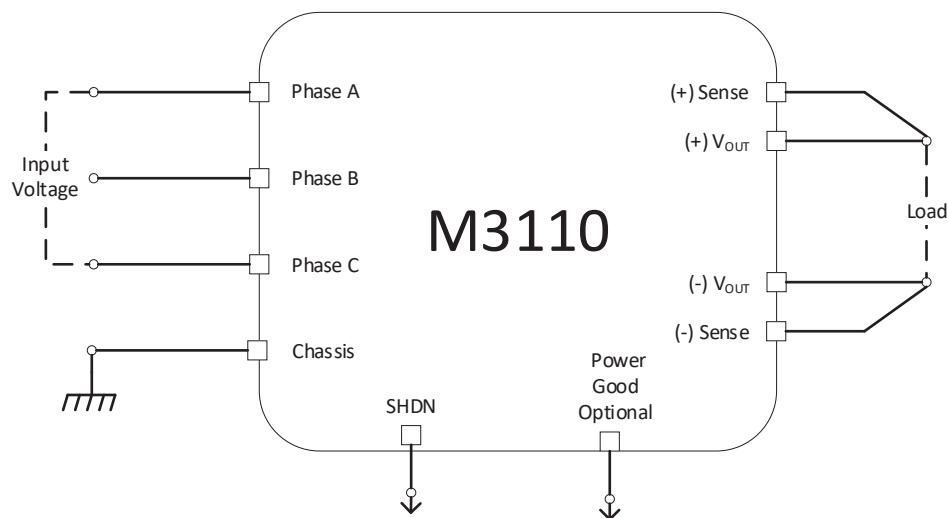 Phase A
Input
Voltage
Phase B
Phase C
Chassis
M3110
(+) Sense
(+) VOUT
Load
(-) VOUT
(-) Sense
SHDN
Power
Good
Optional